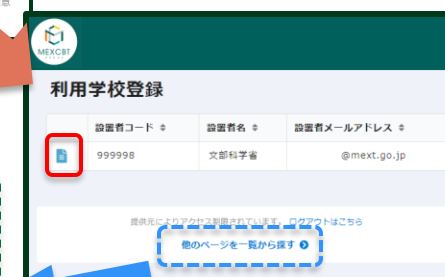 MEXCBT
利用学校登録
設置者コード 設置者名 設置者メールアドレス
999998 文部科学省 @mext.go.jp
提供元によりアクセス制限されています。 ログアウトはこちら
他のページを一覧から探す